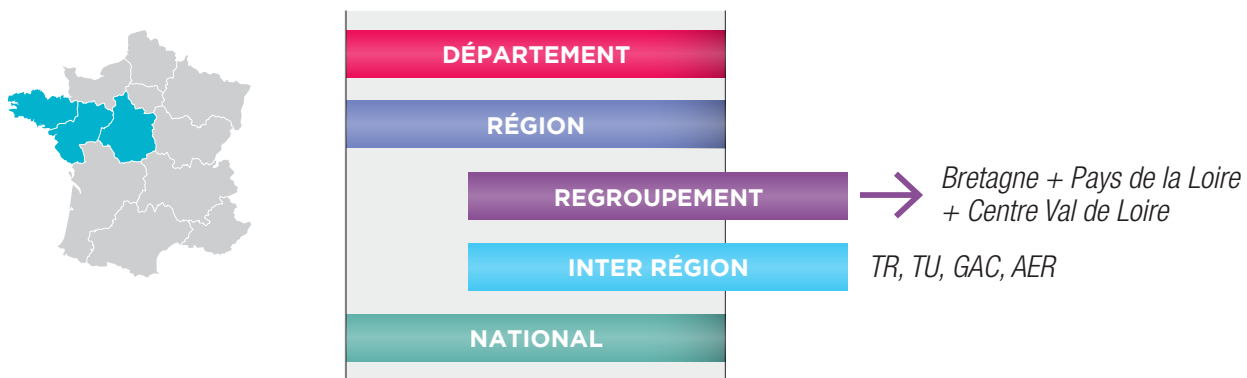 DÉPARTEMENT
RÉGION
REGROUPEMENT
Bretagne + Pays de la Loire
+ Centre Val de Loire
INTER RÉGION
TR, TU, GAC, AER
NATIONAL